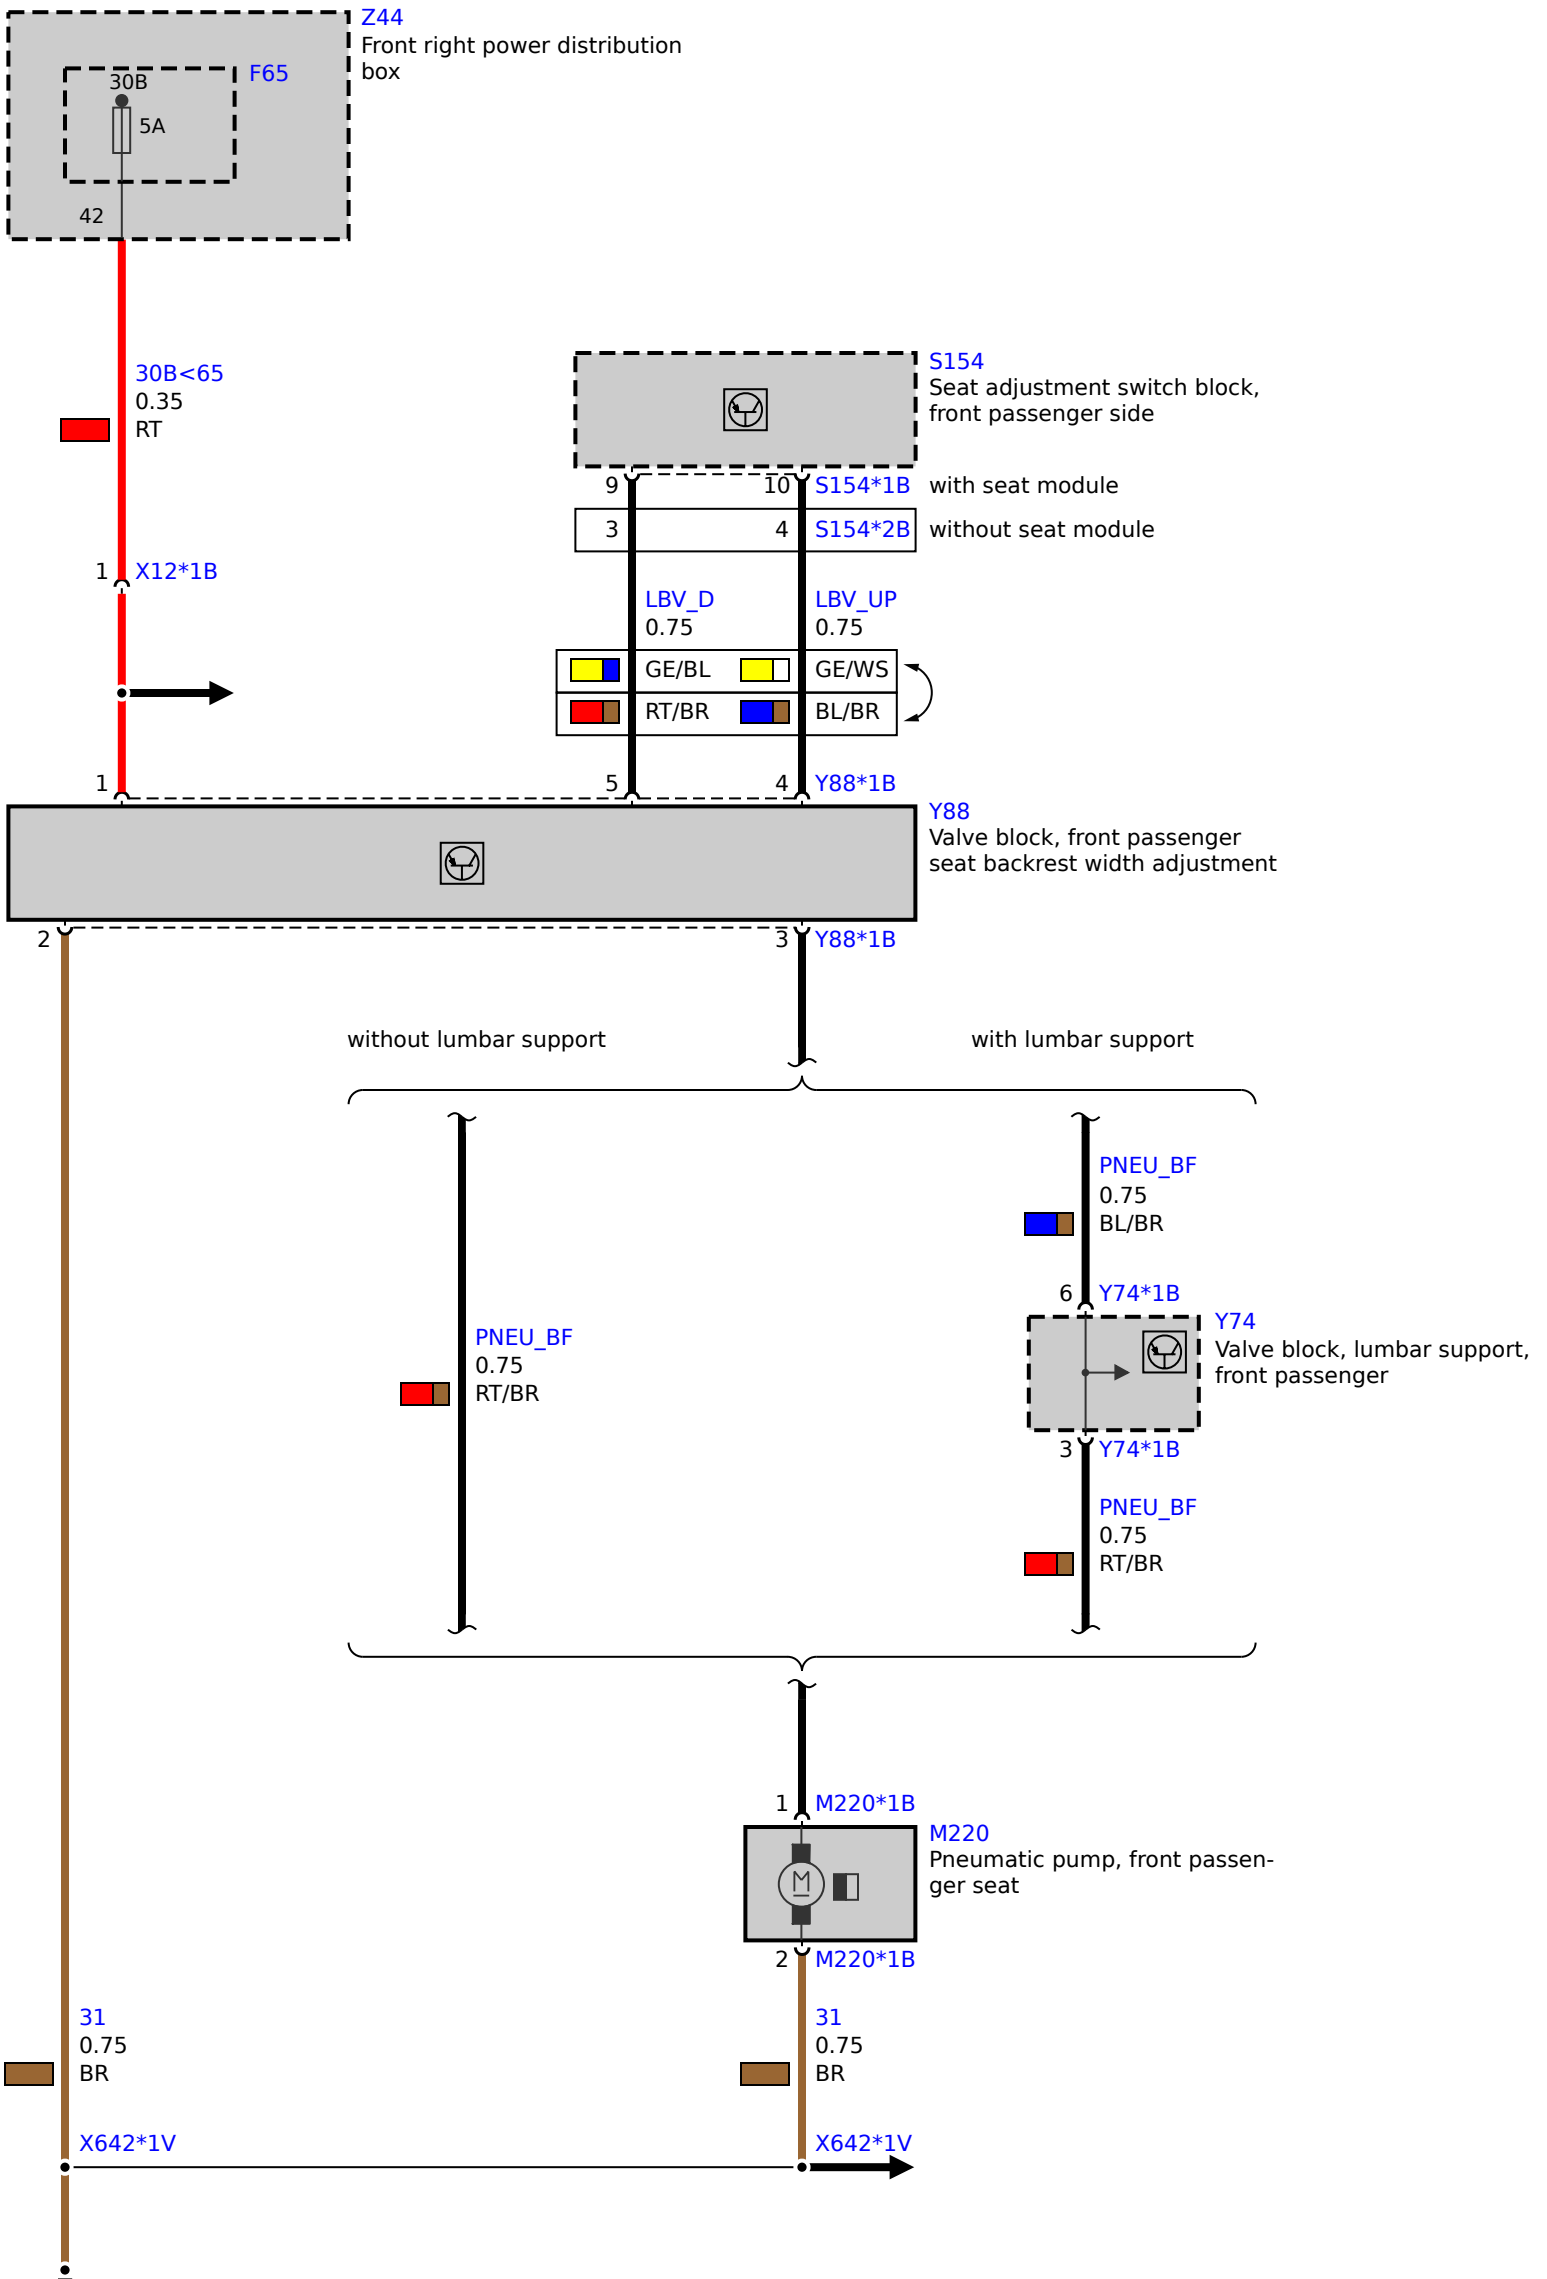 Z44
Front right power distribution
box
F65
30B
5A
42
30B<65
0.35
RT
S154
Seat adjustment switch block,
front passenger side
9 10 S154*1B with seat module
3 4 S154*2B without seat module
1 X12*1B
LBV_D LBV_UP
0.75 0.75
GE/BL GE/WS
RT/BR BL/BR
1 5 4 Y88*1B
Y88
Valve block, front passenger
seat backrest width adjustment
2 3 Y88*1B
without lumbar support with lumbar support
PNEU_BF
0.75
BL/BR
6 Y74*1B
Y74
Valve block, lumbar support,
front passenger
PNEU_BF
0.75
RT/BR
3 Y74*1B
PNEU_BF
0.75
RT/BR
1 M220*1B
M220
Pneumatic pump, front passen-
ger seat
M
2 M220*1B
31 31
0.75 0.75
BR BR
X642*1V X642*1V